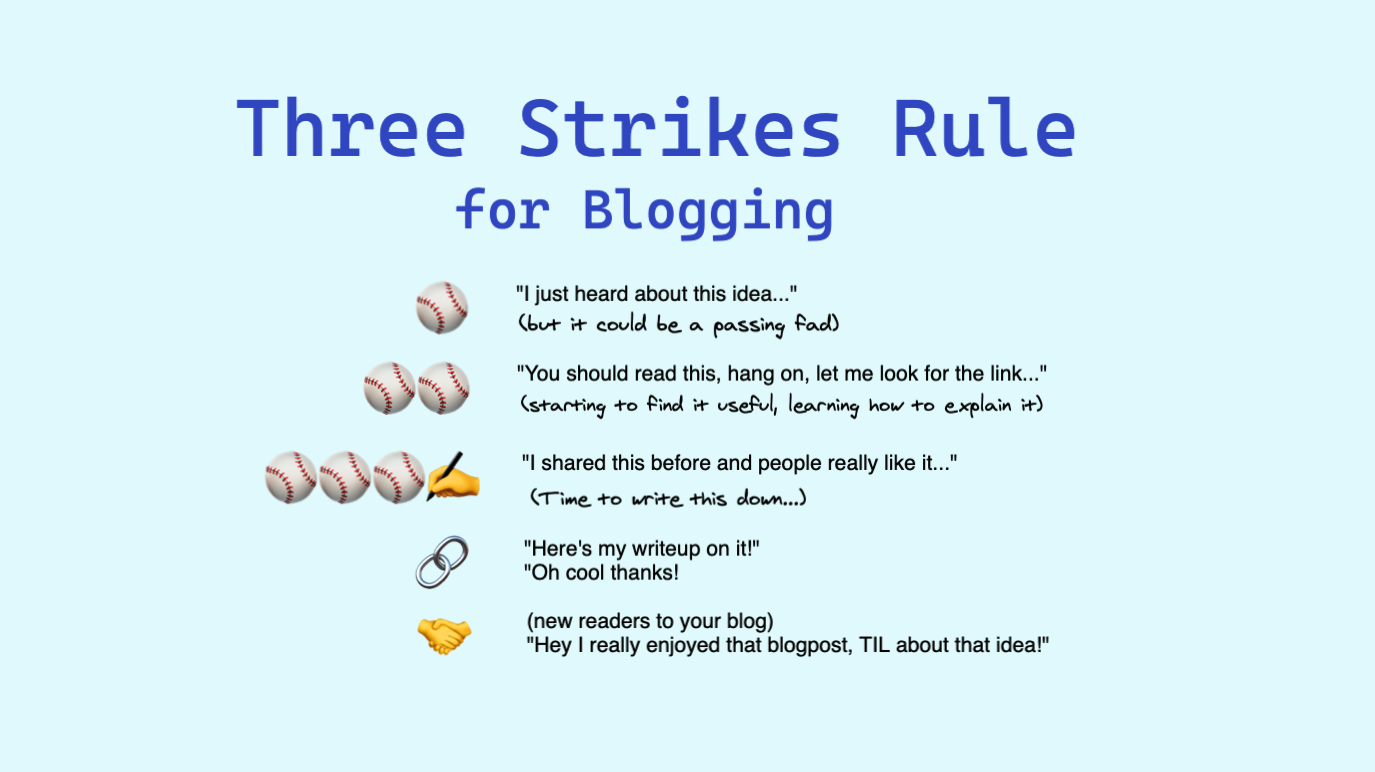 Three Strikes Rule
for Blogging
"I just heard about this idea..."
(but it could be a passing fad)
"You should read this, hang on, let me look for the link..."
(starting to find it useful, learning how to explain it)
"I shared this before and people really like it..."
(Time to write this down...)
"Here's my writeup on it!"
"Oh cool thanks!
(new readers to your blog)
"Hey I really enjoyed that blogpost, TIL about that idea!"